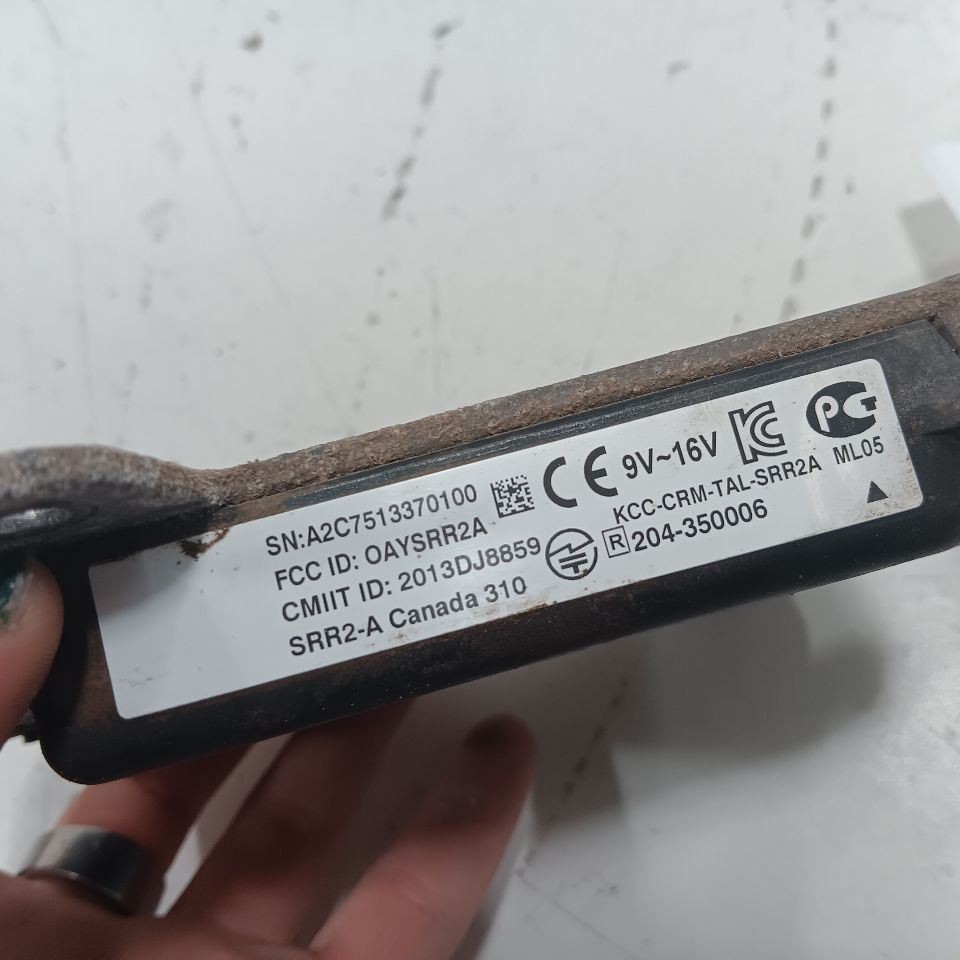 SN:A2C7513370100
FCC ID: OAYSRR2A
CMIIT ID: 2013DJ8859
SRR2-A Canada 310
CE 9V~16V
KCC-CRM-TAL-SRR2A ML05
R 204-350006